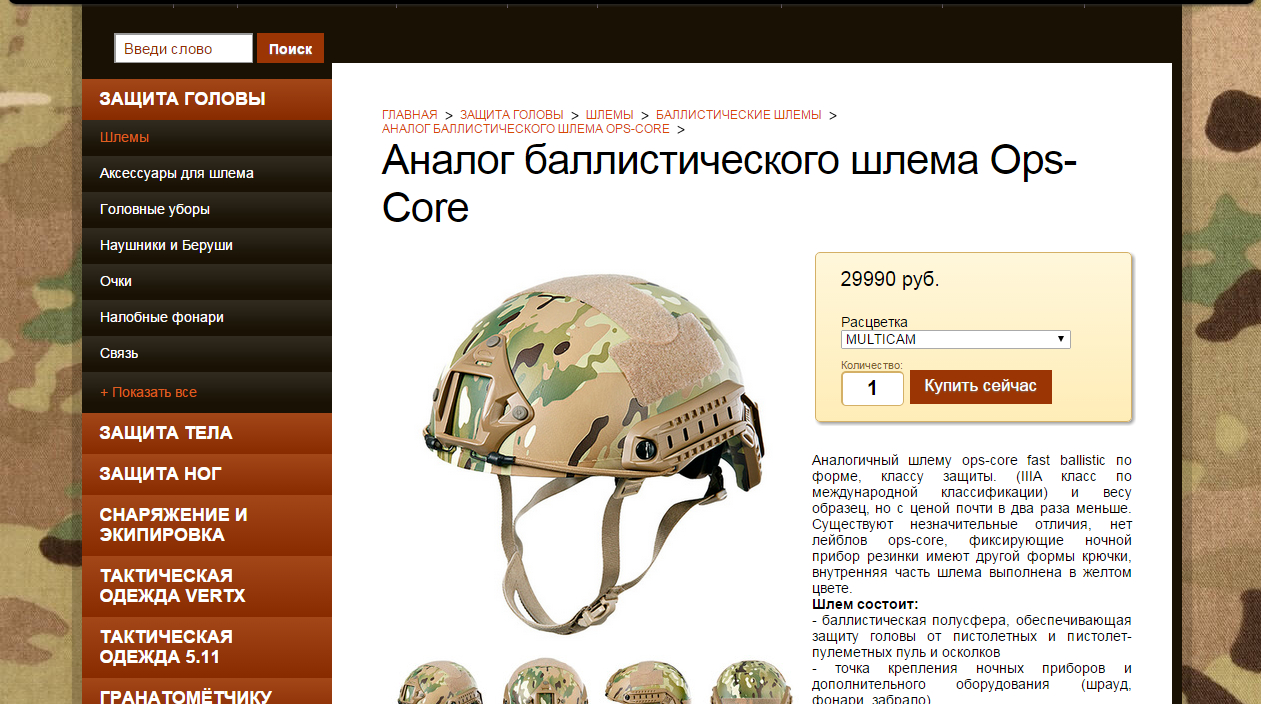 Введи слово
Поиск
ЗАЩИТА ГОЛОВЫ
Шлемы
Аксессуары для шлема
Головные уборы
Наушники и Беруши
Очки
Налобные фонари
Связь
+ Показать все
ЗАЩИТА ТЕЛА
ЗАЩИТА НОГ
СНАРЯЖЕНИЕ И
ЭКИПИРОВКА
ТАКТИЧЕСКАЯ
ОДЕЖДА VERTX
ТАКТИЧЕСКАЯ
ОДЕЖДА 5.11
ГРАНАТОМЁТЧИКУ
ГЛАВНАЯ > ЗАЩИТА ГОЛОВЫ > ШЛЕМЫ > БАЛЛИСТИЧЕСКИЕ ШЛЕМЫ >
АНАЛОГ БАЛЛИСТИЧЕСКОГО ШЛЕМА OPS-CORE >
Аналог баллистического шлема Ops-
Core
29990 руб.
Расцветка
MULTICAM
Количество:
1
Купить сейчас
Аналогичный шлему ops-core fast ballistic по
форме, классу защиты. (IIIA класс по
международной классификации) и весу
образец, но с ценой почти в два раза меньше.
Существуют незначительные отличия, нет
лейблов ops-core, фиксирующие ночной
прибор резинки имеют другой формы крючки,
внутренняя часть шлема выполнена в желтом
цвете.
Шлем состоит:
- баллистическая полусфера, обеспечивающая
защиту головы от пистолетных и пистолет-
пулеметных пуль и осколков
- точка крепления ночных приборов и
дополнительного оборудования (шрауд,
фонари, забрало)